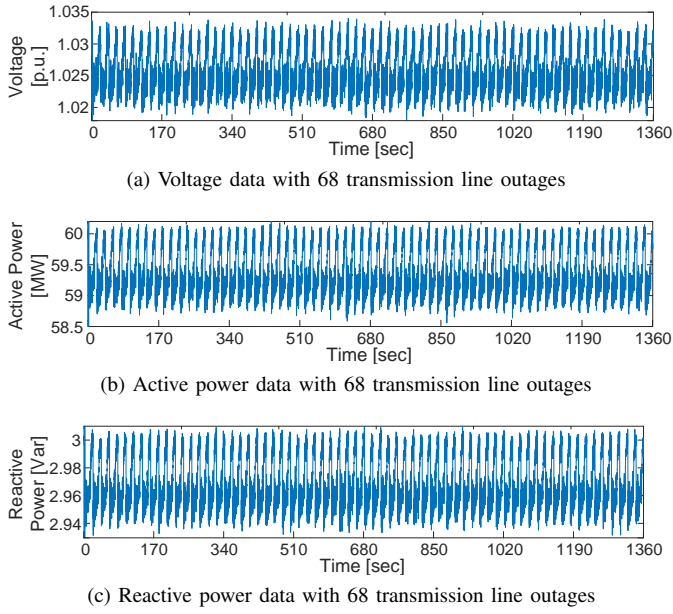 1.035
1.03
1.025
1.02
Voltage
[p.u.]
0 170 340 510 680 850 1020 1190 1360
Time [sec]
(a) Voltage data with 68 transmission line outages
60
59.5
59
58.5
Active Power
[MW]
0 170 340 510 680 850 1020 1190 1360
Time [sec]
(b) Active power data with 68 transmission line outages
3
2.98
2.96
2.94
Reactive
Power [Var]
0 170 340 510 680 850 1020 1190 1360
Time [sec]
(c) Reactive power data with 68 transmission line outages